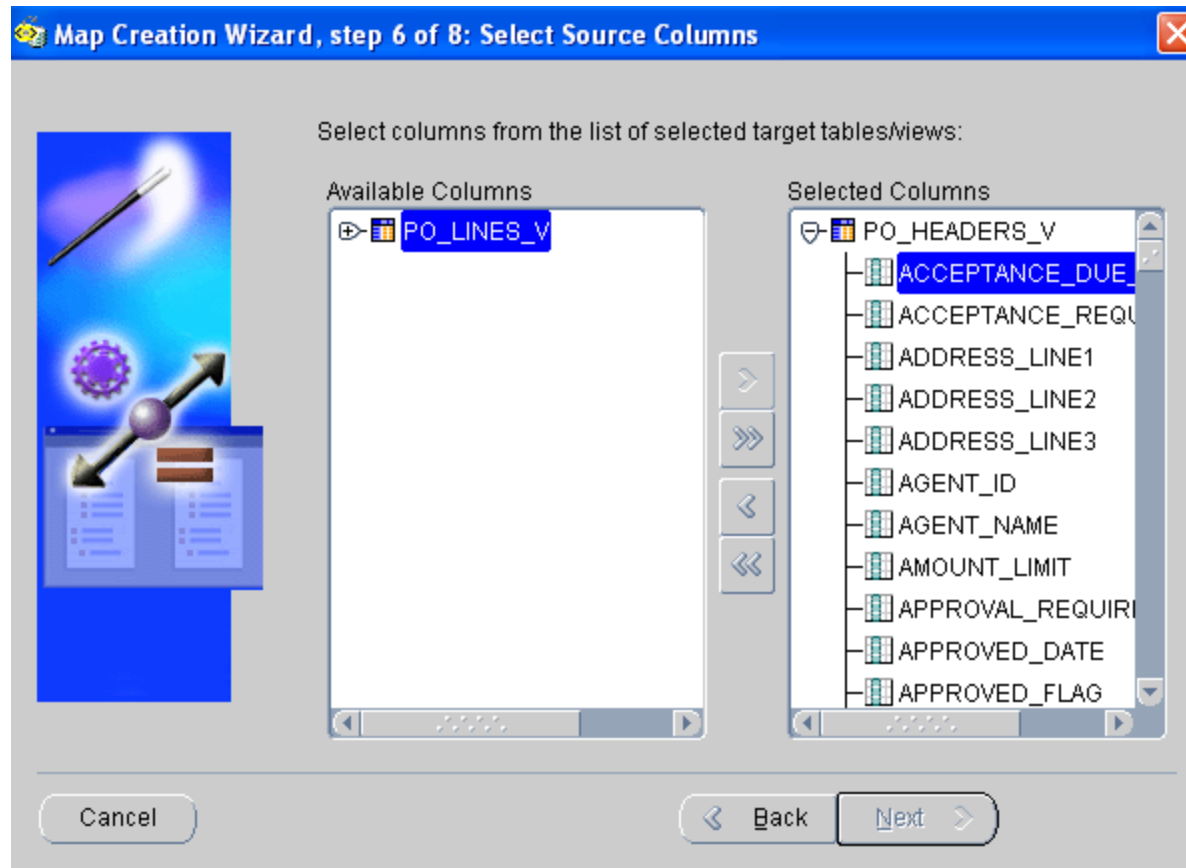 Map Creation Wizard, step 6 of 8: Select Source Columns
Select columns from the list of selected target tables/views:
Available Columns
Selected Columns
PO_LINES_V
PO_HEADERS_V
ACCEPTANCE_DUE_
ACCEPTANCE_REQU
ADDRESS_LINE1
ADDRESS_LINE2
ADDRESS_LINE3
AGENT_ID
AGENT_NAME
AMOUNT_LIMIT
APPROVAL_REQUIRI
APPROVED_DATE
APPROVED_FLAG
Cancel
Back
Next